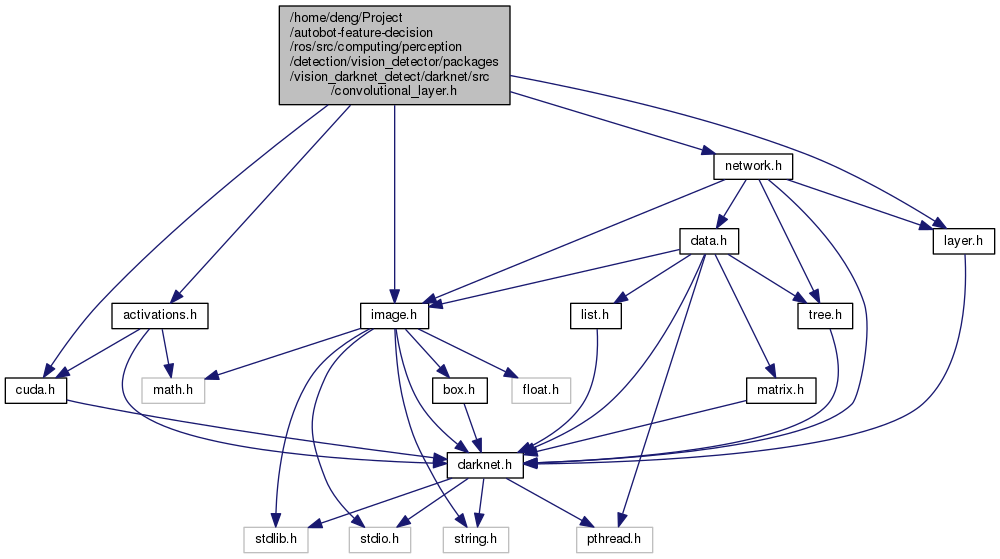 /home/deng/Project
/autobot-feature-decision
/ros/src/computing/perception
/detection/vision_detector/packages
/vision_darknet_detect/darknet/src
/convolutional_layer.h
network.h
data.h
layer.h
activations.h
image.h
list.h
tree.h
cuda.h
math.h
box.h
float.h
matrix.h
darknet.h
stdlib.h
stdio.h
string.h
pthread.h